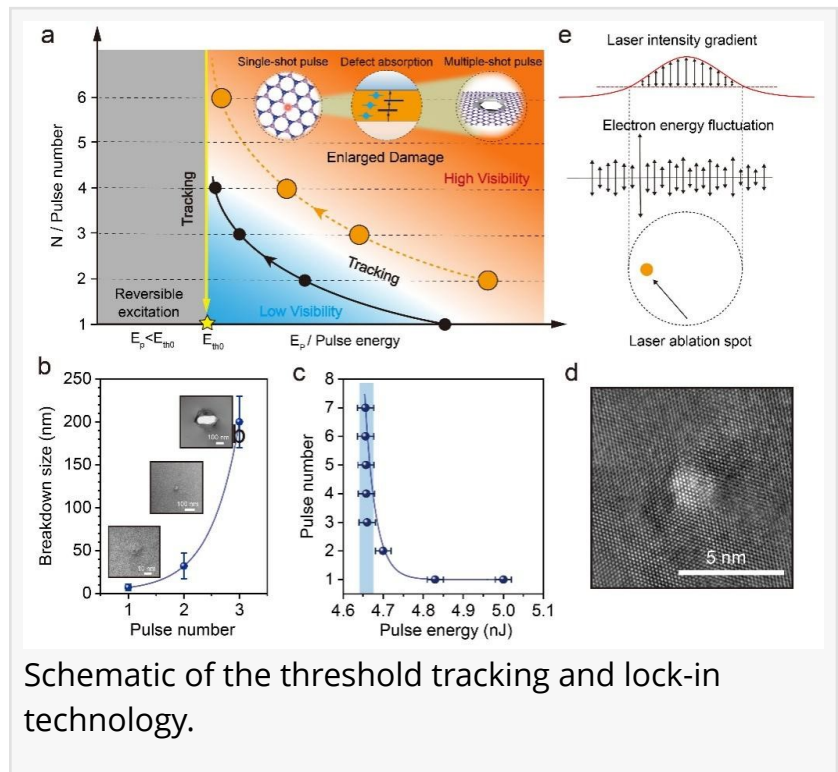 a
Single-shot pulse
Defect absorption
Multiple-shot pulse
Enlarged Damage
High Visibility
Tracking
Tracking
Low Visibility
Reversible
excitation
N / Pulse number
6
5
4
3
2
1
Ep<Eth0
Eth0
EP / Pulse energy
e
Laser intensity gradient
Electron energy fluctuation
Laser ablation spot
b
Breakdown size (nm)
250
200
150
100
50
0
100 nm
b
100 nm
10 nm
1 2 3
Pulse number
c
Pulse number
8
7
6
5
4
3
2
1
4.6 4.7 4.8 4.9 5.0 5.1
Pulse energy (nJ)
d
5 nm
Schematic of the threshold tracking and lock-in
technology.